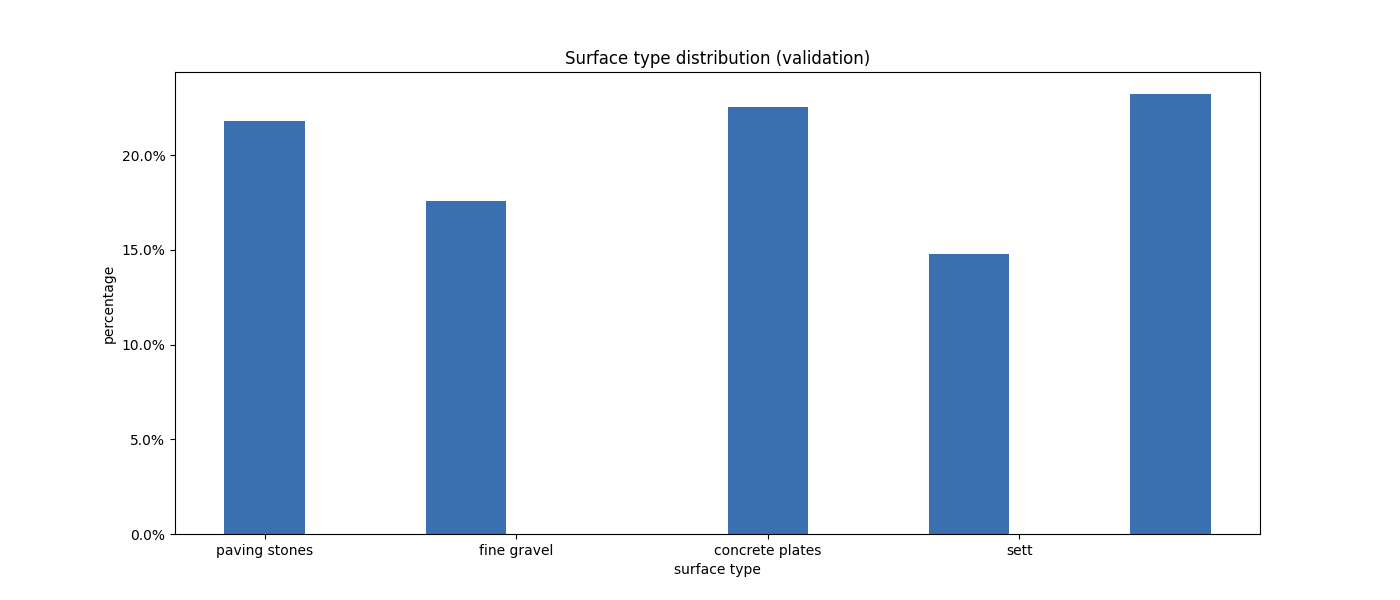 Surface type distribution (validation)
20.0%
15.0%
10.0%
5.0%
0.0%
percentage
paving stones fine gravel concrete plates sett
surface type